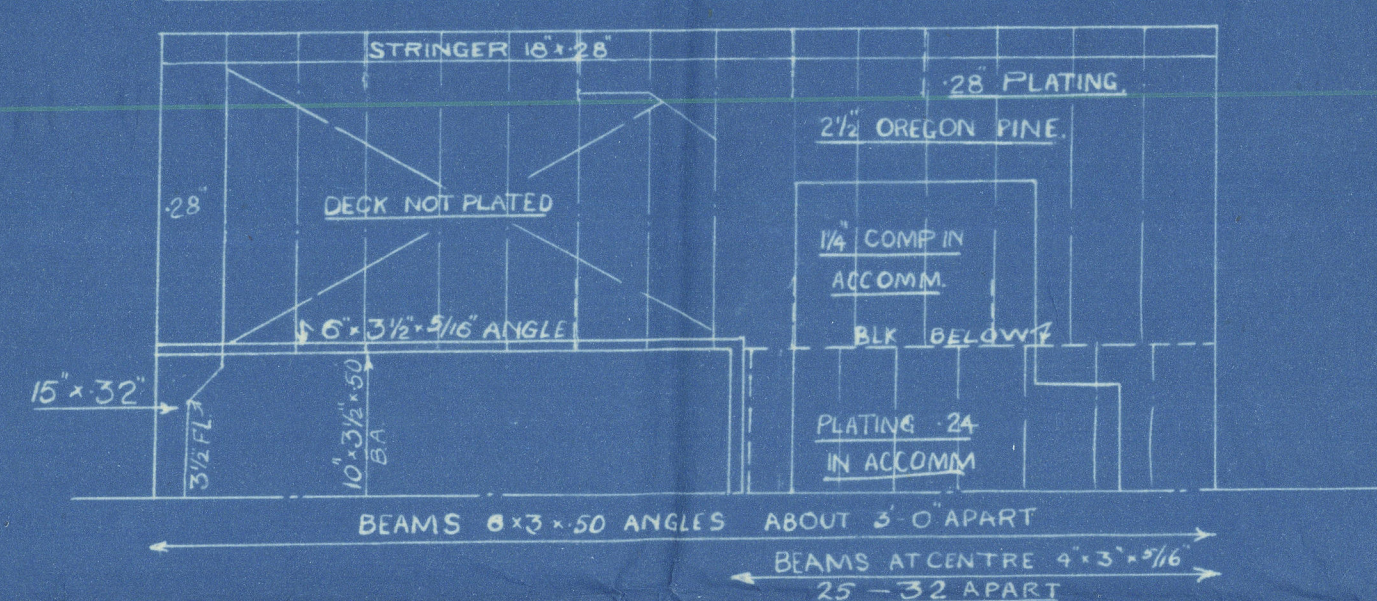 STRINGER 18"×·28"
·28" PLATING.
2½" OREGON PINE.
·28"
DECK NOT PLATED
1¼" COMP IN
ACCOMM.
6"×3½"×5/16" ANGLE
BLK BELOW
15"×·32"
3½" FL.
10"×3½"×·50
B.A.
PLATING ·24
IN ACCOMM
BEAMS 6×3×·50 ANGLES ABOUT 3'-0" APART
BEAMS AT CENTRE 4"×3"×5/16"
25 — 32 APART